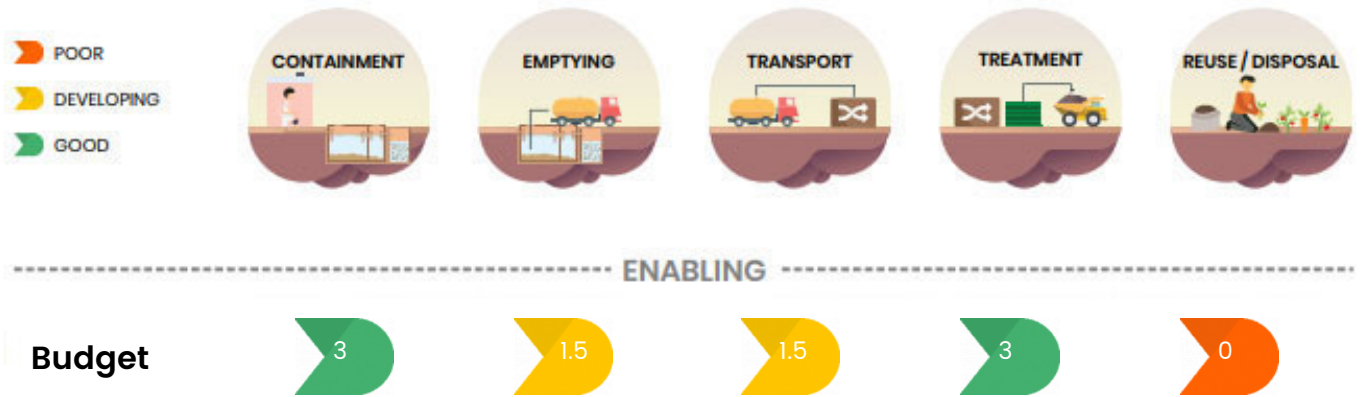 POOR
DEVELOPING
GOOD
CONTAINMENT
EMPTYING
TRANSPORT
TREATMENT
REUSE / DISPOSAL
ENABLING
Budget
3
1.5
1.5
3
0